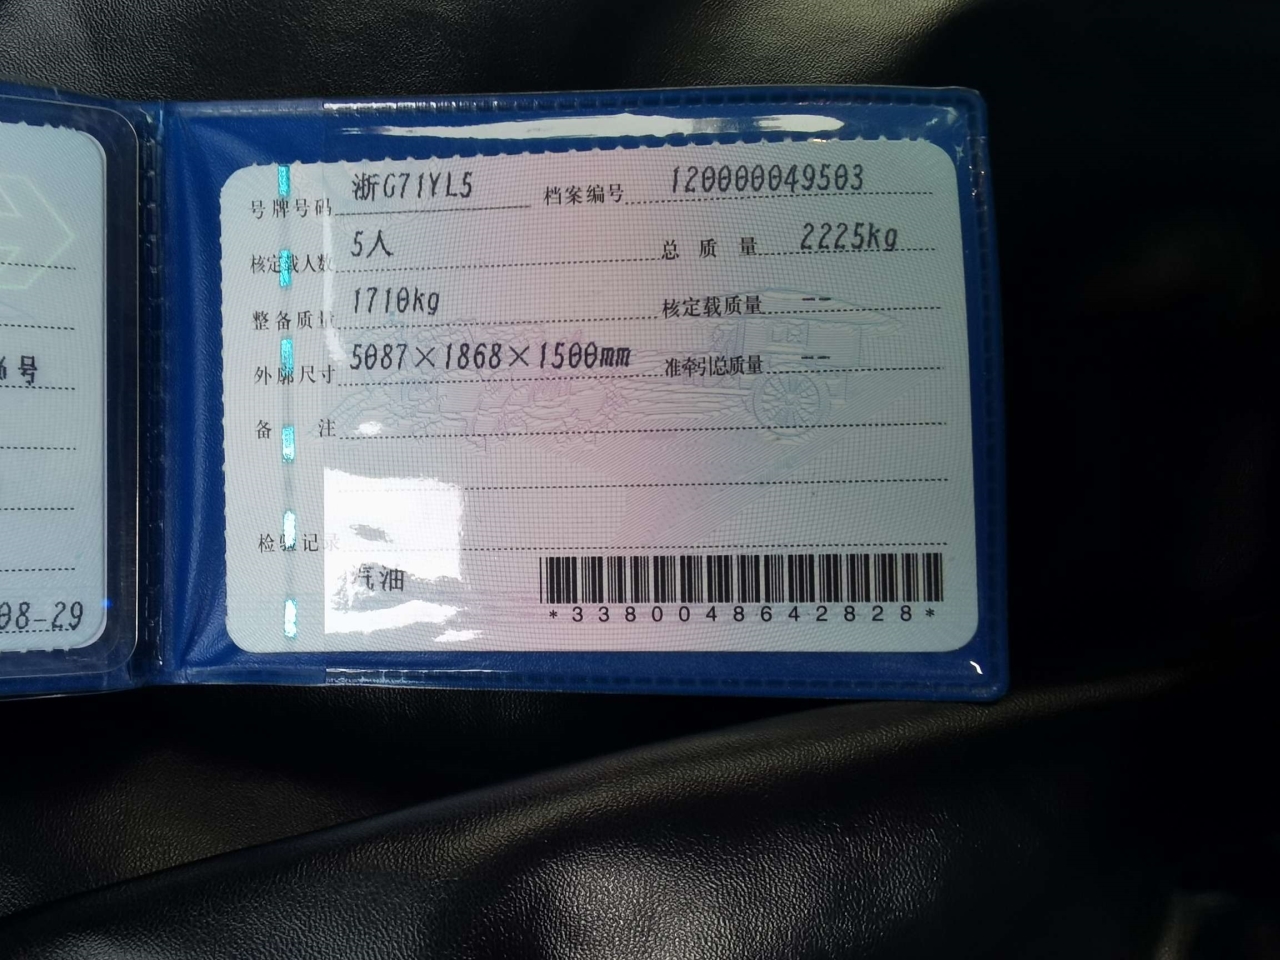 号牌号码 浙G71YL5 档案编号 120000049503
核定载人数 5人 总质量 2225kg
整备质量 1710kg 核定载质量 --
外廓尺寸 5087×1868×1500mm 准牵引总质量 --
备注
检验记录
汽油
*3380048642828*
号
08-29